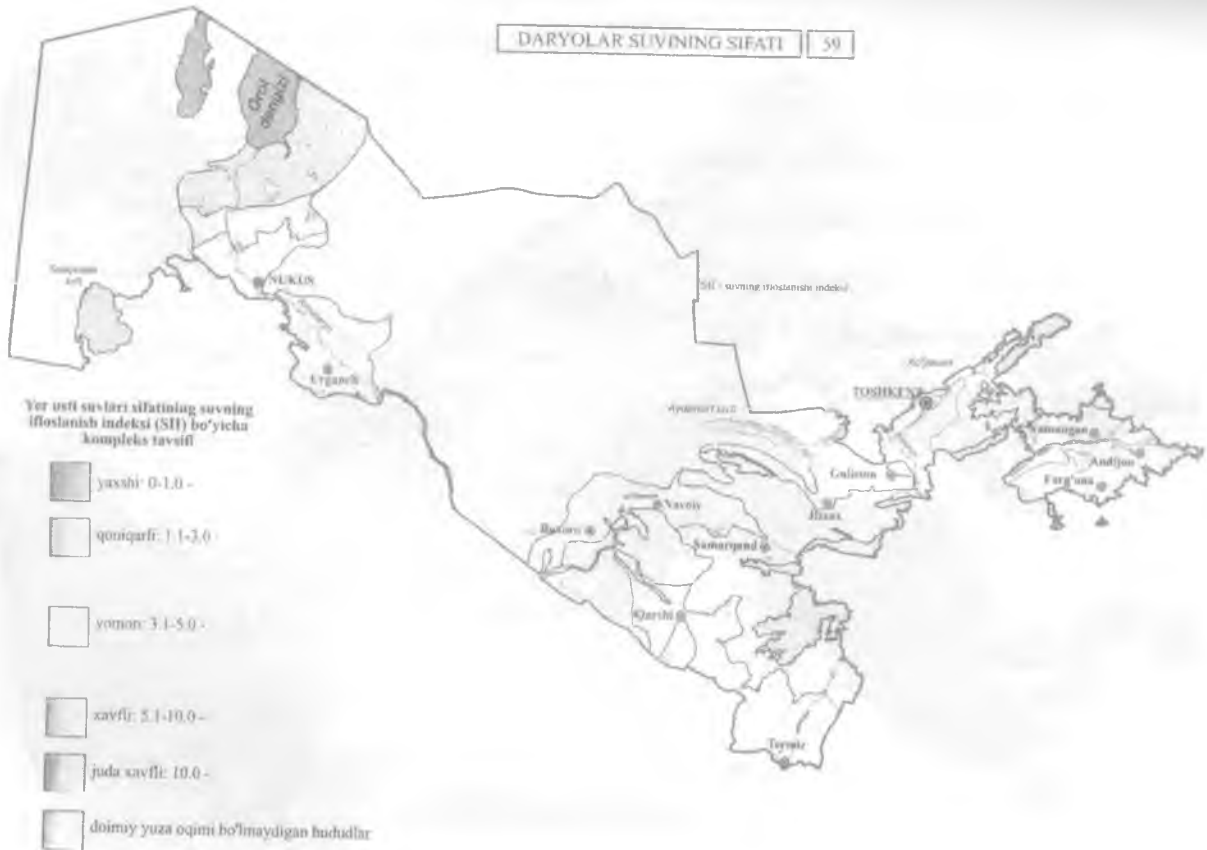 DARYOLAR SUVINING SIFATI 59
Orol
dengizi
NUKUS
Urganch
SII - suvning ifloslanishi indeksi
TOSHKENT
Namangan
Andijon
Farg'ona
Guliston
Jizzax
Navoiy
Buxoro
Samarqand
Qarshi
Termiz
Yer usti suvlari sifatining suvning
ifloslanish indeksi (SII) bo'yicha
kompleks tavsifi
yaxshi: 0-1.0 -
qoniqarli: 1.1-3.0
yomon: 3.1-5.0 -
xavfli: 5.1-10.0 -
juda xavfli: 10.0 -
doimiy yuza oqimi bo'lmaydigan hududlar